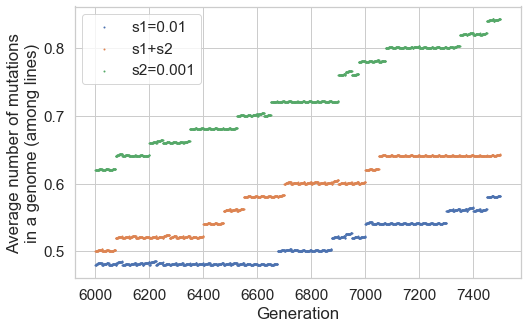 s1=0.01
s1+s2
s2=0.001
0.8
0.7
0.6
0.5
Average number of mutations
in a genome (among lines)
6000 6200 6400 6600 6800 7000 7200 7400
Generation